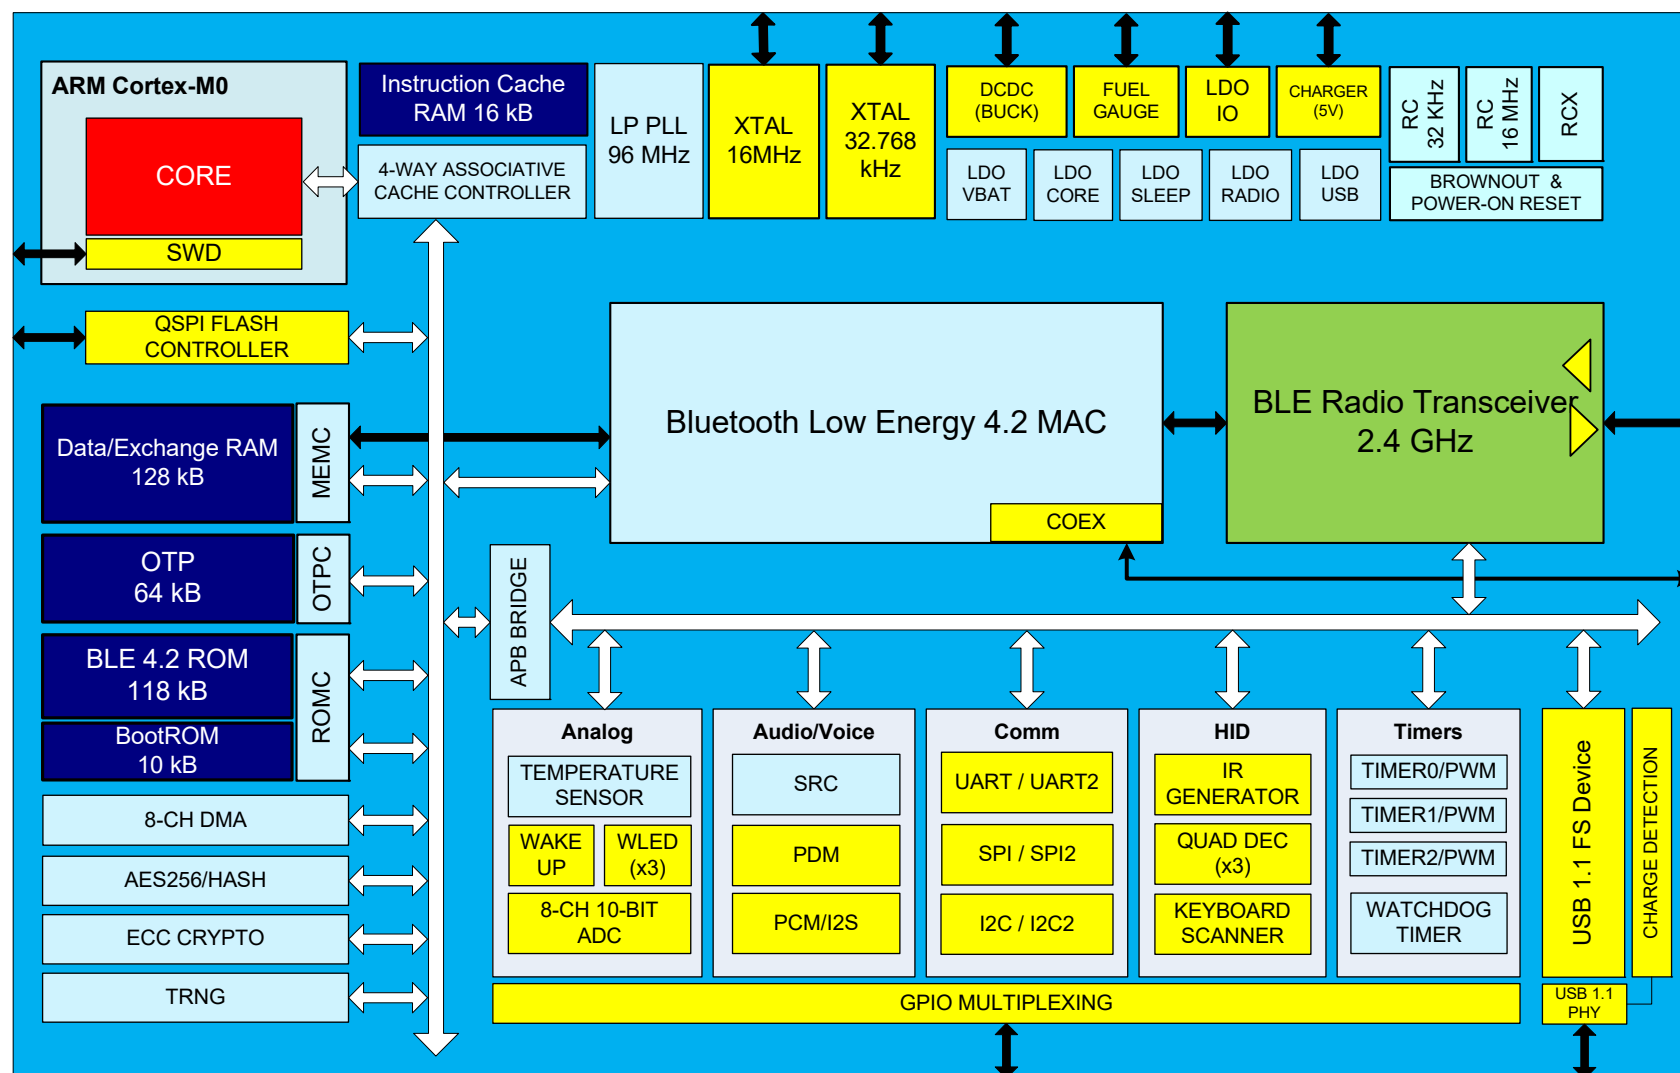 ARM Cortex-M0
CORE
SWD
Instruction Cache
RAM 16 kB
4-WAY ASSOCIATIVE
CACHE CONTROLLER
LP PLL
96 MHz
XTAL
16MHz
XTAL
32.768
kHz
DCDC
(BUCK)
FUEL
GAUGE
LDO
IO
CHARGER
(5V)
LDO
VBAT
LDO
CORE
LDO
SLEEP
LDO
RADIO
LDO
USB
RC
32 KHz
RC
16 MHz
RCX
BROWNOUT &
POWER-ON RESET
QSPI FLASH
CONTROLLER
Data/Exchange RAM
128 kB
MEMC
OTP
64 kB
OTPC
BLE 4.2 ROM
118 kB
BootROM
10 kB
ROMC
8-CH DMA
AES256/HASH
ECC CRYPTO
TRNG
Bluetooth Low Energy 4.2 MAC
COEX
BLE Radio Transceiver
2.4 GHz
APB BRIDGE
Analog
TEMPERATURE
SENSOR
WAKE
UP
WLED
(x3)
8-CH 10-BIT
ADC
Audio/Voice
SRC
PDM
PCM/I2S
Comm
UART / UART2
SPI / SPI2
I2C / I2C2
HID
IR
GENERATOR
QUAD DEC
(x3)
KEYBOARD
SCANNER
Timers
TIMER0/PWM
TIMER1/PWM
TIMER2/PWM
WATCHDOG
TIMER
USB 1.1 FS Device
CHARGE DETECTION
USB 1.1
PHY
GPIO MULTIPLEXING